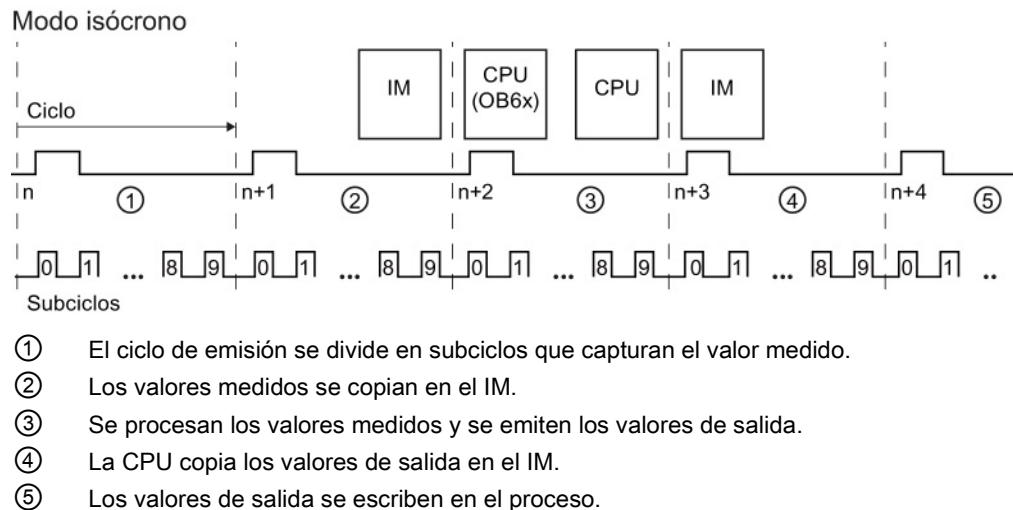 Modo isócrono
IM
CPU
(OB6x)
CPU
IM
Ciclo
n
①
n+1
②
n+2
③
n+3
④
n+4
⑤
0 1 ... 8 9 0 1 ... 8 9 0 1 ... 8 9 0 1 ... 8 9 0 1 ..
Subciclos
① El ciclo de emisión se divide en subciclos que capturan el valor medido.
② Los valores medidos se copian en el IM.
③ Se procesan los valores medidos y se emiten los valores de salida.
④ La CPU copia los valores de salida en el IM.
⑤ Los valores de salida se escriben en el proceso.